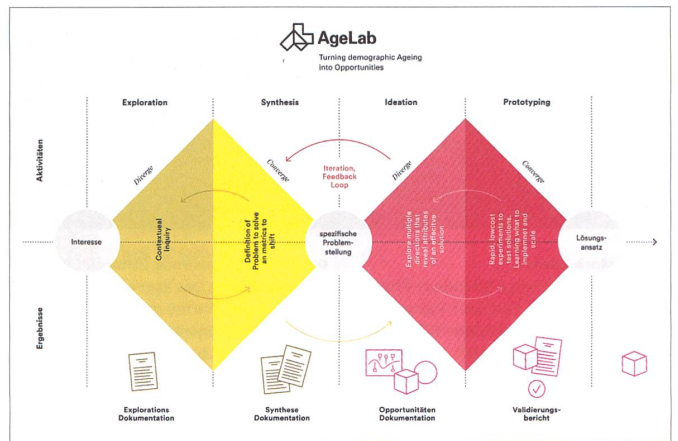 AgeLab
Turning demographic Ageing
into Opportunities
Exploration
Synthesis
Ideation
Prototyping
Aktivitäten
Diverge
Converge
Iteration,
Feedback
Loop
Diverge
Converge
Interesse
Contextual
Inquiry
Definition of
Problem to solve
an matrics to
shift
spezifische
Problem-
stellung
Explore multiple
directions that
reveal attributes
of an effective
solution
Rapid, lowcost
experiments to
test solutions.
Learning what to
implement and
scale
Lösungs-
ansatz
Ergebnisse
Explorations
Dokumentation
Synthese
Dokumentation
Opportunitäten
Dokumentation
Validierungs-
bericht